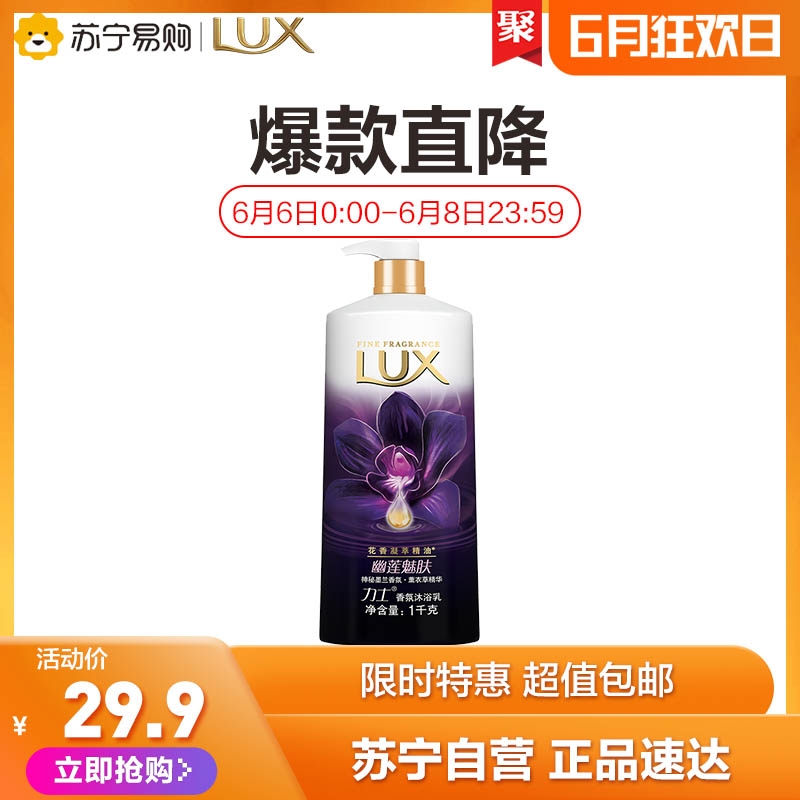 苏宁易购 LUX
聚 6月狂欢日
爆款直降
6月6日0:00-6月8日23:59
FINE FRAGRANCE
LUX
花香凝萃精油+
幽莲魅肤
神秘墨兰香氛·薰衣草精华
力士® 香氛沐浴乳
净含量：1千克
活动价
¥29.9
立即抢购>
限时特惠 超值包邮
苏宁自营 正品速达